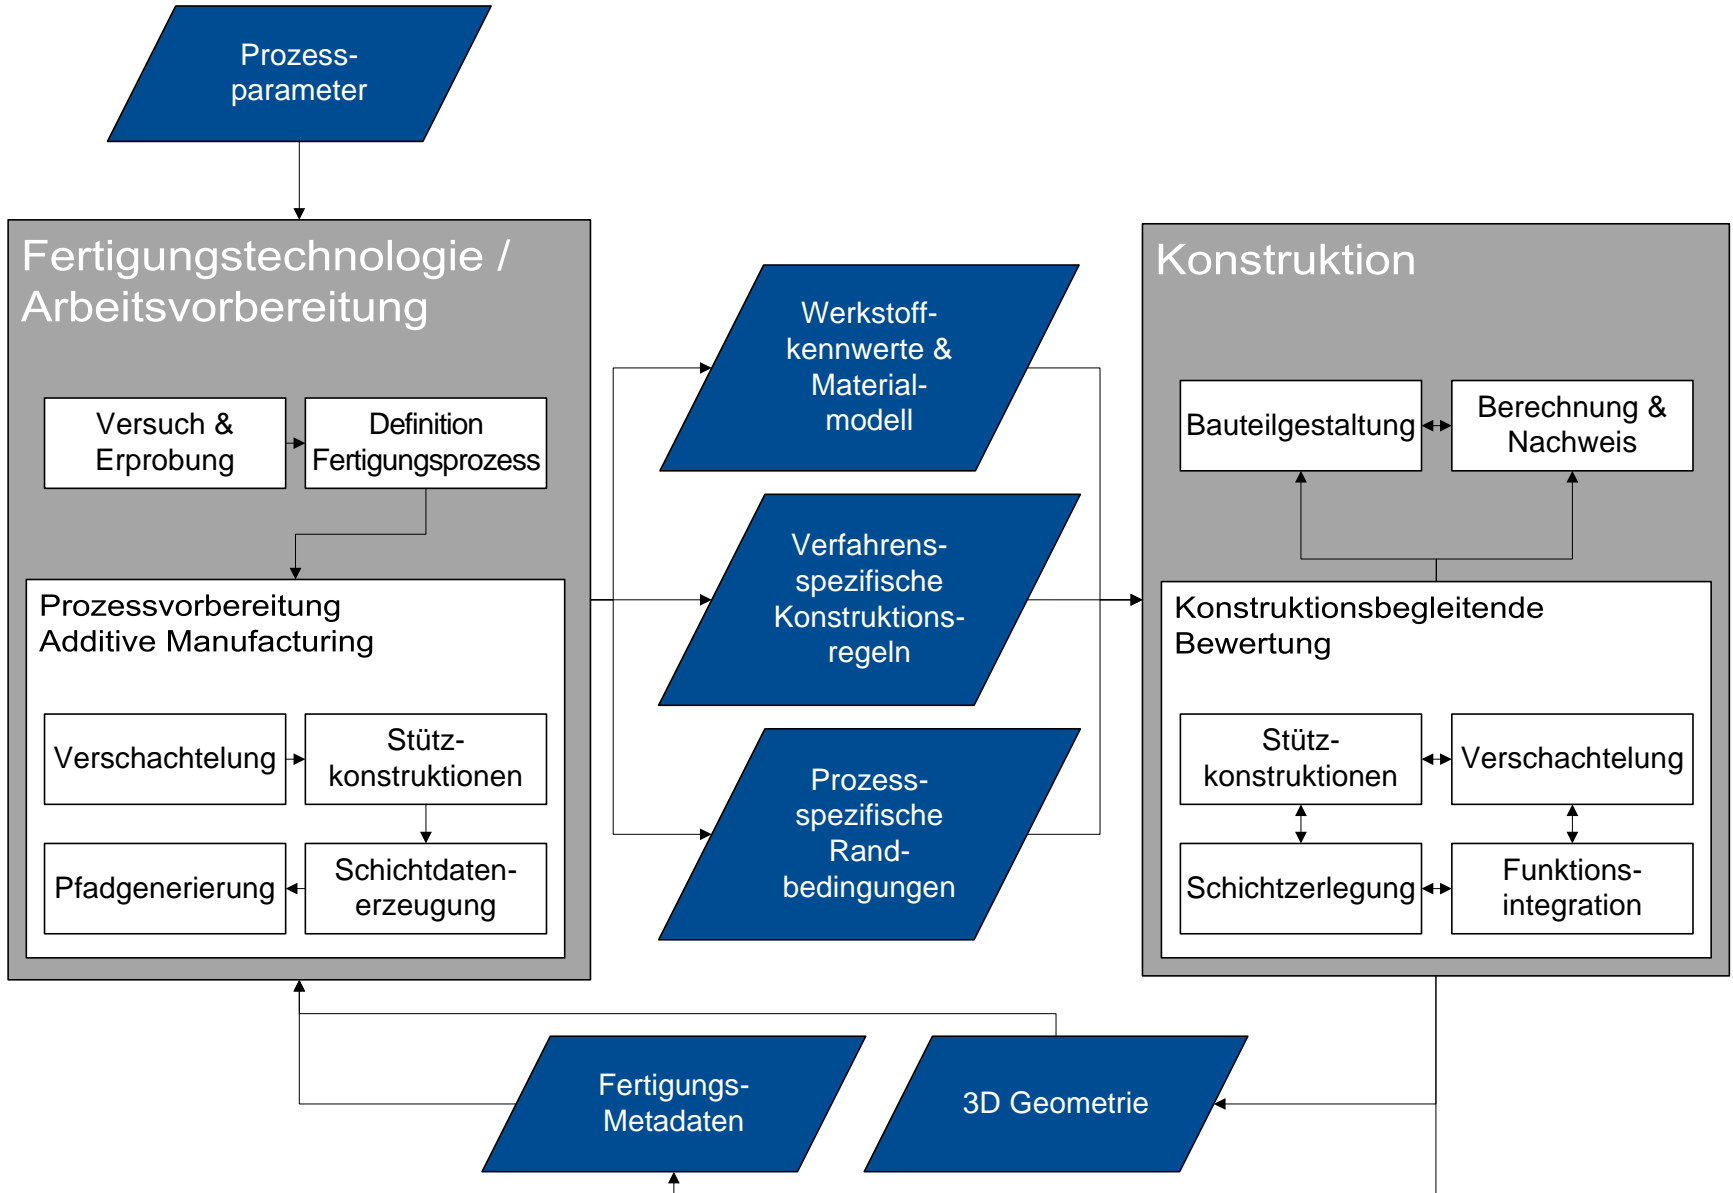 Prozess-
parameter
Fertigungstechnologie /
Arbeitsvorbereitung
Versuch &
Erprobung
Definition
Fertigungsprozess
Prozessvorbereitung
Additive Manufacturing
Verschachtelung
Stütz-
konstruktionen
Pfadgenerierung
Schichtdaten-
erzeugung
Werkstoff-
kennwerte &
Material-
modell
Verfahrens-
spezifische
Konstruktions-
regeln
Prozess-
spezifische
Rand-
bedingungen
Konstruktion
Bauteilgestaltung
Berechnung &
Nachweis
Konstruktionsbegleitende
Bewertung
Stütz-
konstruktionen
Verschachtelung
Schichtzerlegung
Funktions-
integration
Fertigungs-
Metadaten
3D Geometrie